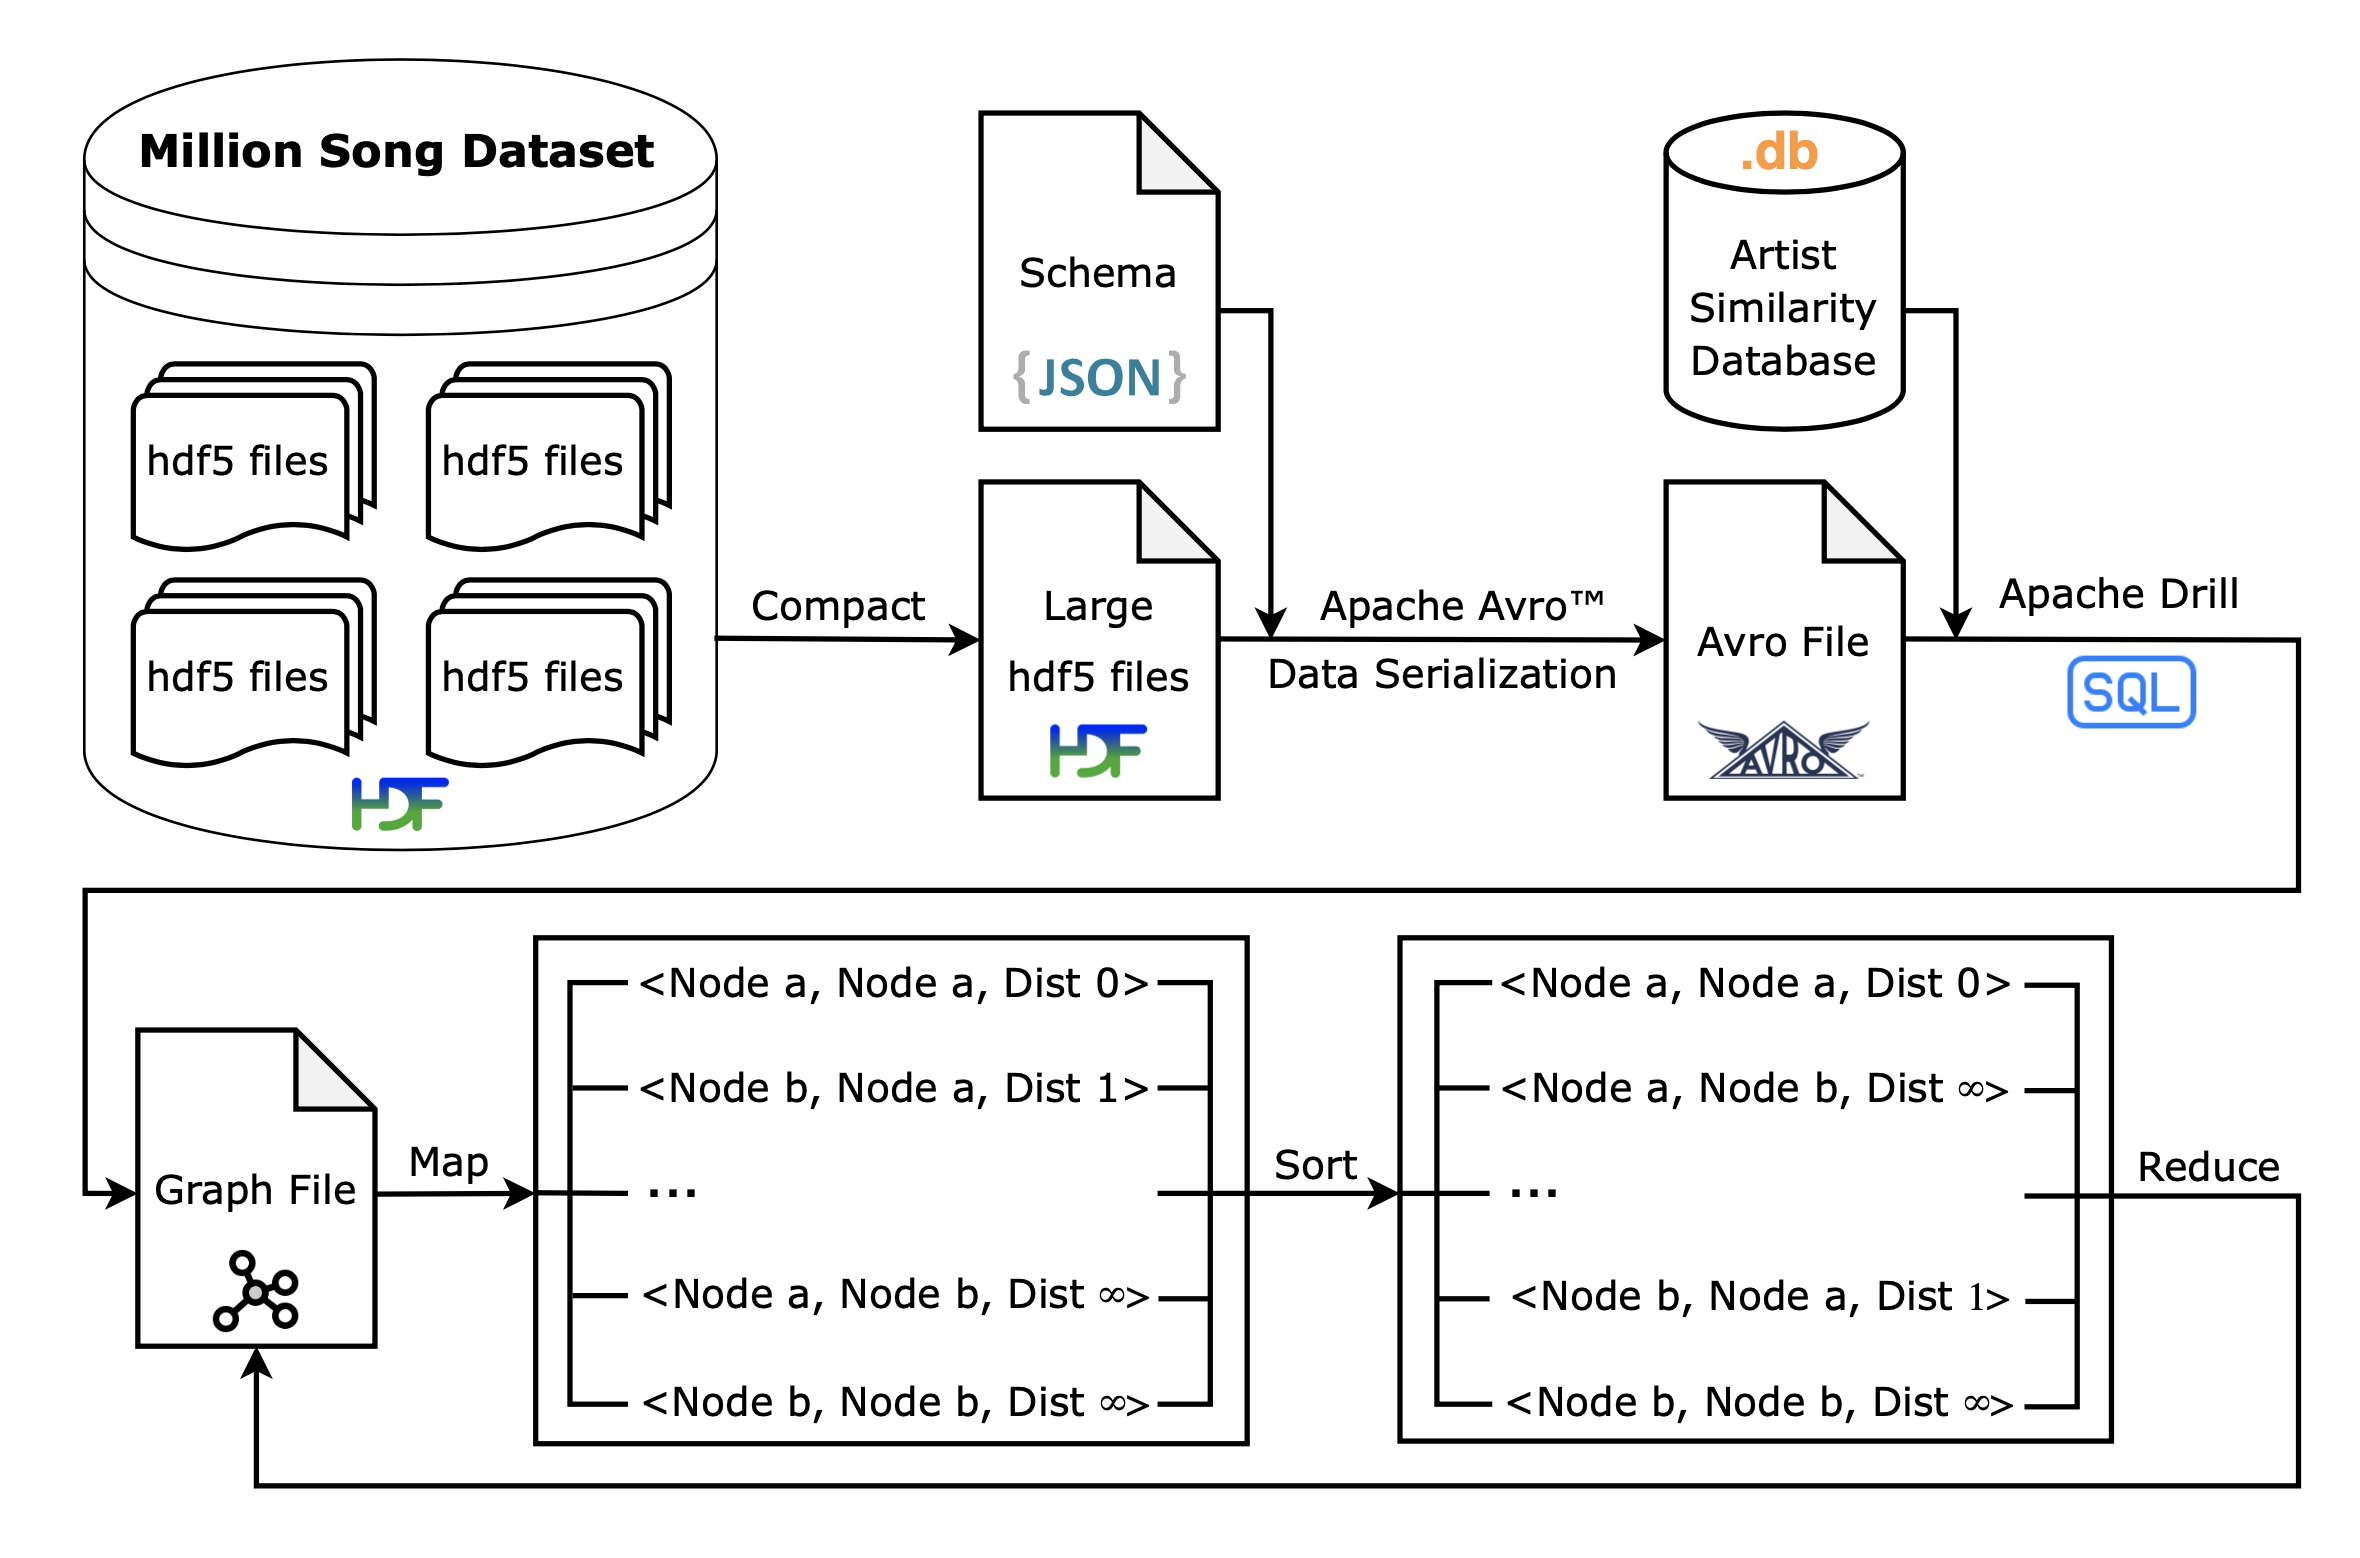 Million Song Dataset
hdf5 files
hdf5 files
hdf5 files
hdf5 files
HDF
Compact
Schema
{JSON}
Large
hdf5 files
HDF
Apache Avro™
Data Serialization
.db
Artist
Similarity
Database
Avro File
AVRO™
Apache Drill
SQL
Graph File
Map
<Node a, Node a, Dist 0>
<Node b, Node a, Dist 1>
...
<Node a, Node b, Dist ∞>
<Node b, Node b, Dist ∞>
Sort
<Node a, Node a, Dist 0>
<Node a, Node b, Dist ∞>
...
<Node b, Node a, Dist 1>
<Node b, Node b, Dist ∞>
Reduce